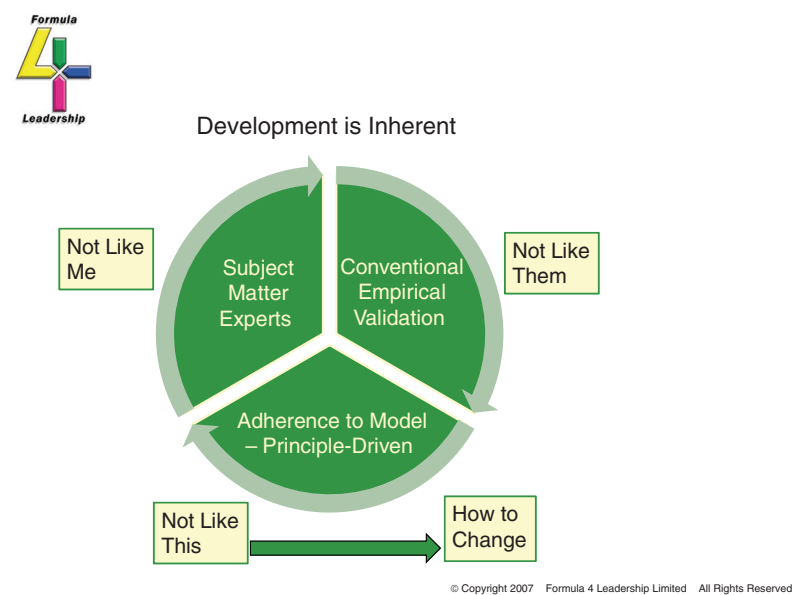 Formula
4
Leadership
Development is Inherent
Not Like
Me
Subject
Matter
Experts
Conventional
Empirical
Validation
Not Like
Them
Adherence to Model
– Principle-Driven
Not Like
This
How to
Change
© Copyright 2007 Formula 4 Leadership Limited All Rights Reserved